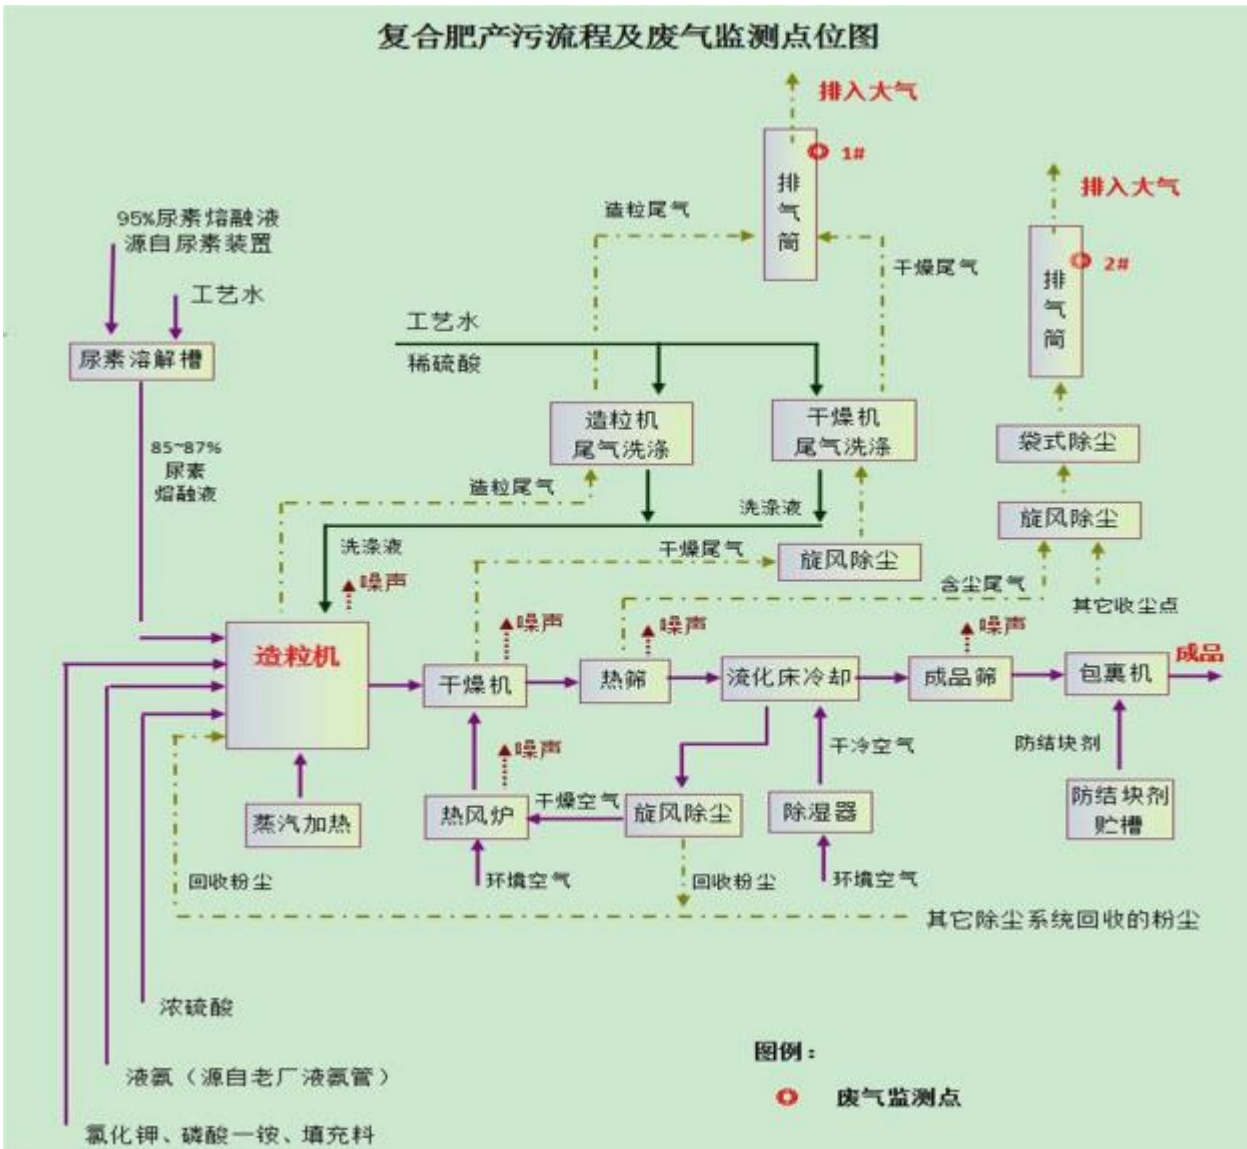 复合肥产污流程及废气监测点位图
排入大气
1#
排气筒
排入大气
造粒尾气
95%尿素熔融液
源自尿素装置
干燥尾气
2#
排气筒
工艺水
工艺水
稀硫酸
尿素溶解槽
造粒机
尾气洗涤
干燥机
尾气洗涤
袋式除尘
85~87%
尿素
熔融液
造粒尾气
洗涤液
旋风除尘
洗涤液
干燥尾气
旋风除尘
含尘尾气
其它收尘点
噪声
噪声
噪声
噪声
造粒机
干燥机
热筛
流化床冷却
成品筛
包裹机
成品
噪声
干冷空气
防结块剂
蒸汽加热
热风炉
干燥空气
旋风除尘
除湿器
防结块剂
贮槽
回收粉尘
环境空气
回收粉尘
环境空气
其它除尘系统回收的粉尘
浓硫酸
液氨（源自老厂液氨管）
氯化钾、磷酸一铵、填充料
图例：
废气监测点